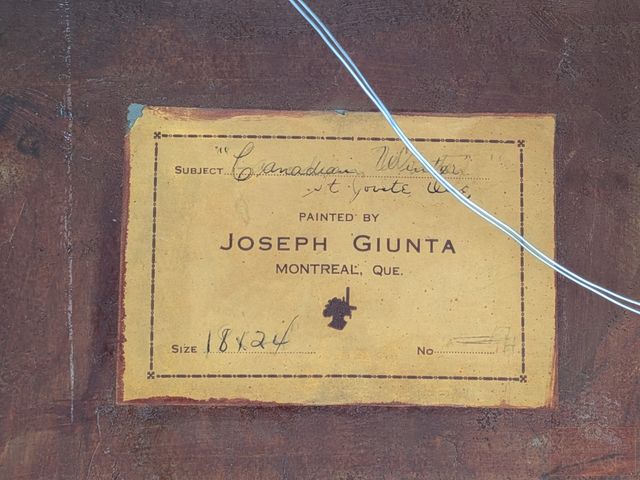 SUBJECT "Canadian Winter"
St Jovite, Que,
PAINTED BY
JOSEPH GIUNTA
MONTREAL, QUE.
SIZE 18x24 No